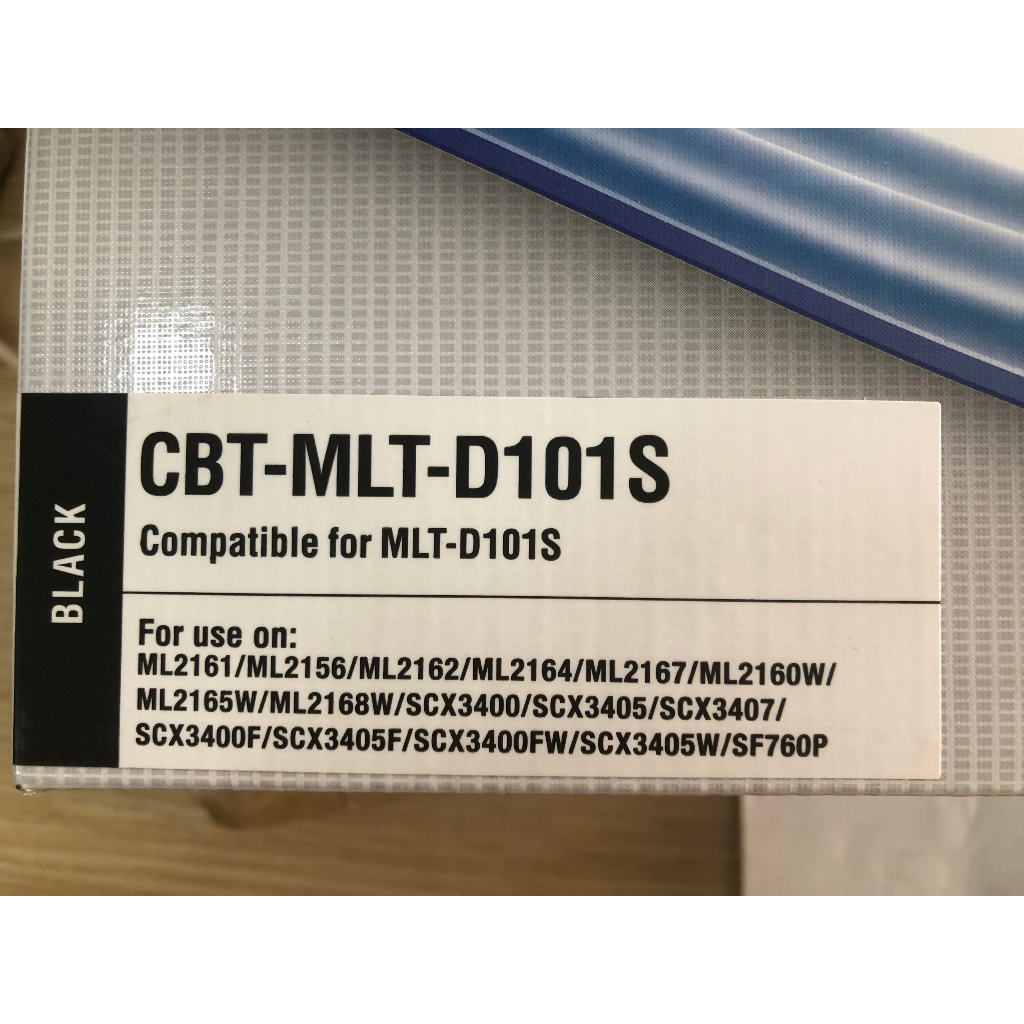 BLACK
CBT-MLT-D101S
Compatible for MLT-D101S
For use on:
ML2161/ML2156/ML2162/ML2164/ML2167/ML2160W/
ML2165W/ML2168W/SCX3400/SCX3405/SCX3407/
SCX3400F/SCX3405F/SCX3400FW/SCX3405W/SF760P